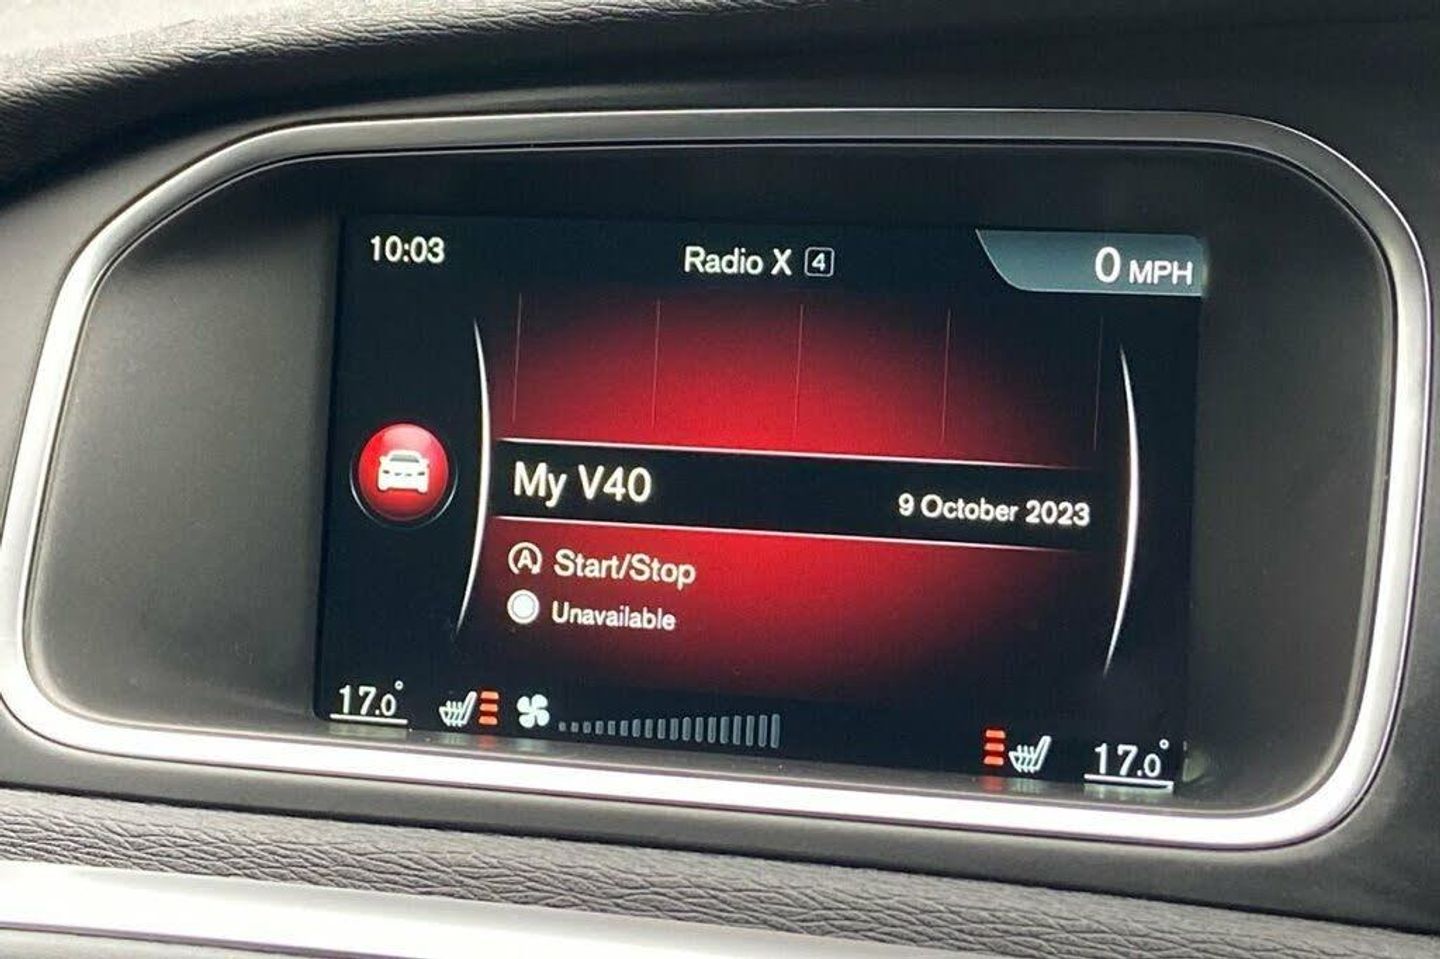 10:03
Radio X 4
0 MPH
My V40
9 October 2023
A Start/Stop
Unavailable
17.0°
17.0°